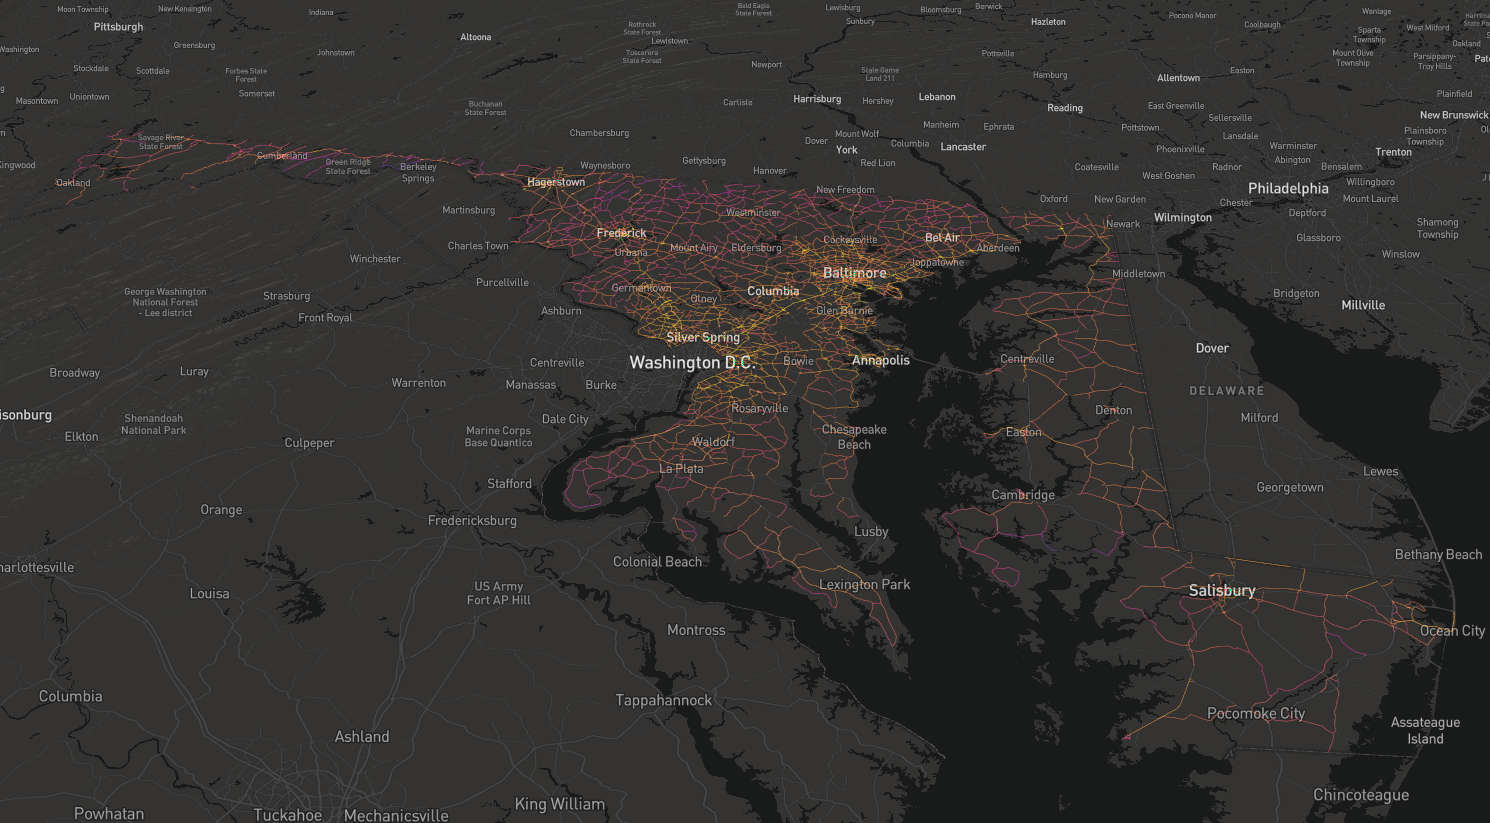 Moon Township
New Kensington
Indiana
Bald Eagle
State Forest
Lewisburg
Bloomsburg
Berwick
Wantage
Pittsburgh
Sunbury
Hazleton
Pocono Manor
Coolbaugh
West Milford
Rothrock
State Forest
Sparta
Township
Altoona
Lewistown
Oakland
Greensburg
Washington
Johnstown
Tuscarora
State Forest
Pottsville
Mount Olive
Township
Parsippany-
Troy Hills
Newport
Stockdale
Scottdale
Forbes State
Forest
State Game
Land 211
Hamburg
Allentown
Easton
Uniontown
Somerset
Masontown
Buchanan
State Forest
Carlisle
Harrisburg
Hershey
Lebanon
Reading
East Greenville
Plainfield
Sellersville
New Brunswick
Manheim
Ephrata
Pottstown
Lansdale
Plainsboro
Township
Chambersburg
Mount Wolf
Dover
York
Columbia
Lancaster
Phoenixville
Warminster
Trenton
Savage River
State Forest
Cumberland
Green Ridge
State Forest
Berkeley
Springs
Waynesboro
Gettysburg
Hanover
Red Lion
Coatesville
Radnor
Abington
Bensalem
West Goshen
Willingboro
Kingwood
Oakland
Hagerstown
New Freedom
Philadelphia
Mount Laurel
Oxford
New Garden
Chester
Martinsburg
Westminster
Wilmington
Deptford
Newark
Shamong
Township
Frederick
Bel Air
Cockeysville
Glassboro
Charles Town
Urbana
Mount Airy
Eldersburg
Aberdeen
Winslow
Winchester
Joppatowne
Baltimore
Middletown
Purcellville
Germantown
Columbia
Olney
Bridgeton
Millville
George Washington
National Forest
- Lee district
Strasburg
Front Royal
Ashburn
Glen Burnie
Silver Spring
Dover
Washington D.C.
Centreville
Bowie
Annapolis
Centreville
Broadway
Luray
Warrenton
Manassas
Burke
DELAWARE
Rosaryville
Denton
Milford
Shenandoah
National Park
Dale City
Marine Corps
Base Quantico
Chesapeake
Beach
Easton
Elkton
Culpeper
Waldorf
La Plata
Lewes
Stafford
Cambridge
Georgetown
Orange
Fredericksburg
Lusby
Colonial Beach
Bethany Beach
Louisa
US Army
Fort AP Hill
Lexington Park
Salisbury
Montross
Ocean City
Columbia
Tappahannock
Pocomoke City
Assateague
Island
Ashland
Chincoteague
King William
Powhatan
Tuckahoe
Mechanicsville